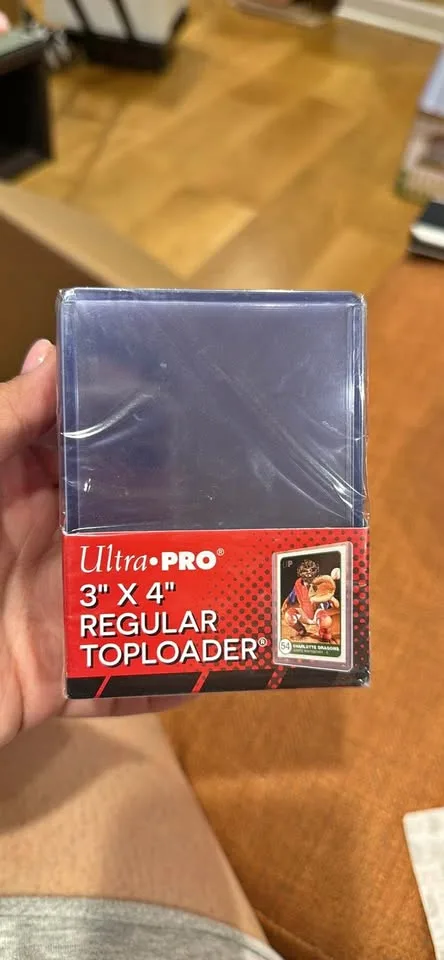 Ultra•PRO®
3" X 4"
REGULAR
TOPLOADER®
54
CHARLOTTE DRAGONS